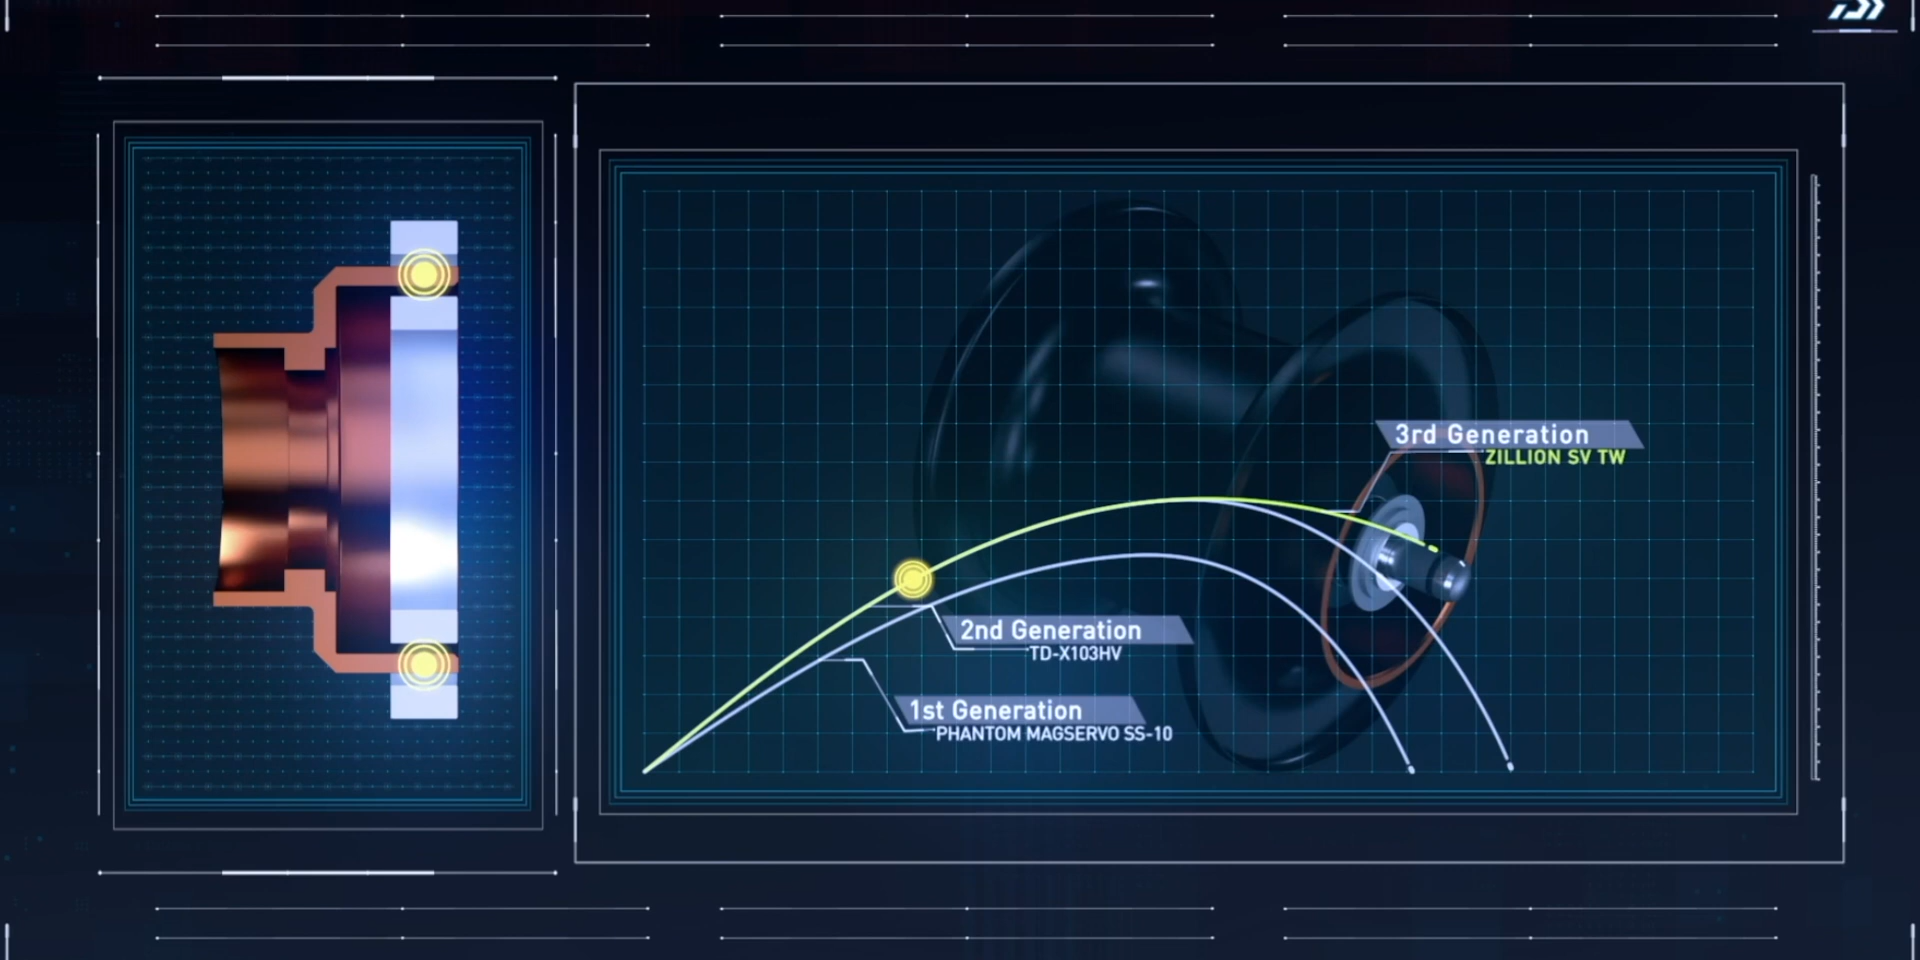 3rd Generation
ZILLION SV TW
2nd Generation
TD-X103HV
1st Generation
PHANTOM MAGSERVO SS-10